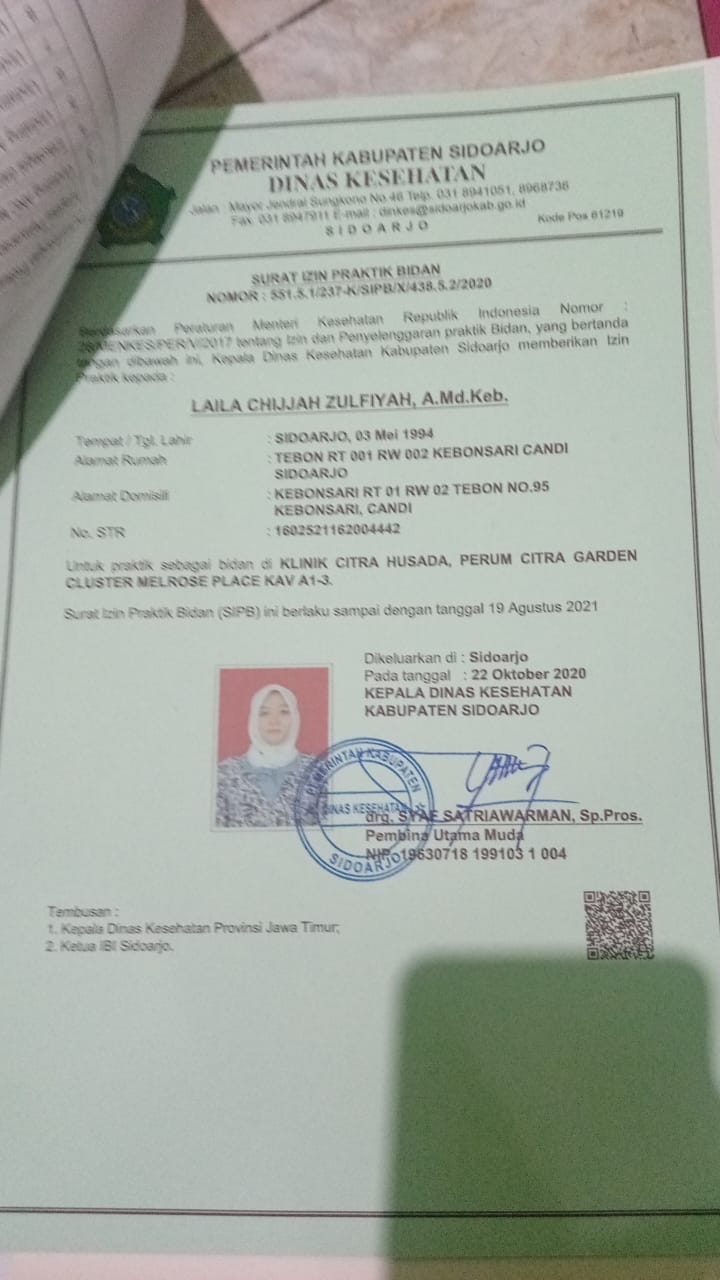 PEMERINTAH KABUPATEN SIDOARJO
DINAS KESEHATAN
Jalan : Mayor Jendral Sungkono No.46 Telp. 031 8941051, 8968736
Fax. 031 8947911 E-mail : dinkes@sidoarjokab.go.id
Kode Pos 61219
S I D O A R J O
SURAT IZIN PRAKTIK BIDAN
NOMOR : 551.5.1/237-K/SIPB/X/438.5.2/2020
Berdasarkan Peraturan Menteri Kesehatan Republik Indonesia Nomor :
28/MENKES/PER/V/2017 tentang Izin dan Penyelenggaran praktik Bidan, yang bertanda
tangan dibawah ini, Kepala Dinas Kesehatan Kabupaten Sidoarjo memberikan Izin
Praktik kepada :
LAILA CHIJJAH ZULFIYAH, A.Md.Keb.
Tempat / Tgl. Lahir : SIDOARJO, 03 Mei 1994
Alamat Rumah : TEBON RT 001 RW 002 KEBONSARI CANDI
SIDOARJO
Alamat Domisili : KEBONSARI RT 01 RW 02 TEBON NO.95
KEBONSARI, CANDI
No. STR : 1602521162004442
Untuk praktik sebagai bidan di KLINIK CITRA HUSADA, PERUM CITRA GARDEN
CLUSTER MELROSE PLACE KAV A1-3.
Surat Izin Praktik Bidan (SIPB) ini berlaku sampai dengan tanggal 19 Agustus 2021
Dikeluarkan di : Sidoarjo
Pada tanggal : 22 Oktober 2020
KEPALA DINAS KESEHATAN
KABUPATEN SIDOARJO
PEMERINTAH KABUPATEN
DINAS KESEHATAN
SIDOARJO
drg. SYAF SATRIAWARMAN, Sp.Pros.
Pembina Utama Muda
NIP. 19630718 199103 1 004
Tembusan :
1. Kepala Dinas Kesehatan Provinsi Jawa Timur;
2. Ketua IBI Sidoarjo.